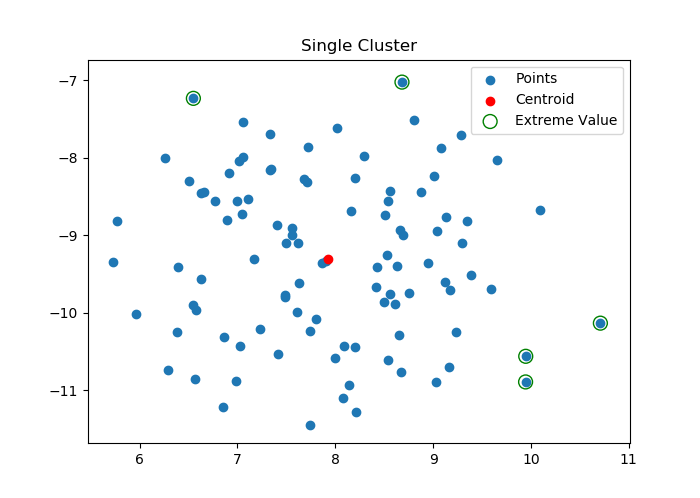 Single Cluster
Points
Centroid
Extreme Value
−7
−8
−9
−10
−11
6 7 8 9 10 11